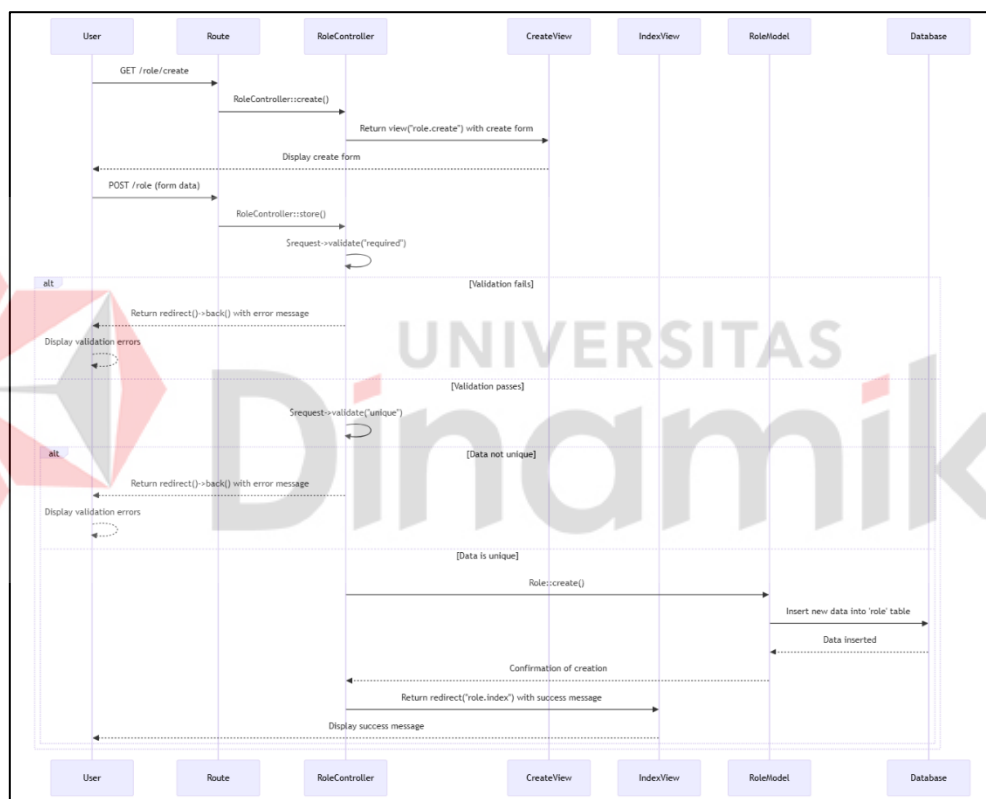 User Route RoleController CreateView IndexView RoleModel Database
GET /role/create
RoleController::create()
Return view("role.create") with create form
Display create form
POST /role (form data)
RoleController::store()
$request->validate("required")
alt [Validation fails]
Return redirect()->back() with error message
Display validation errors
[Validation passes]
$request->validate("unique")
alt [Data not unique]
Return redirect()->back() with error message
Display validation errors
[Data is unique]
Role::create()
Insert new data into 'role' table
Data inserted
Confirmation of creation
Return redirect("role.index") with success message
Display success message
User Route RoleController CreateView IndexView RoleModel Database
UNIVERSITAS
Dinamik